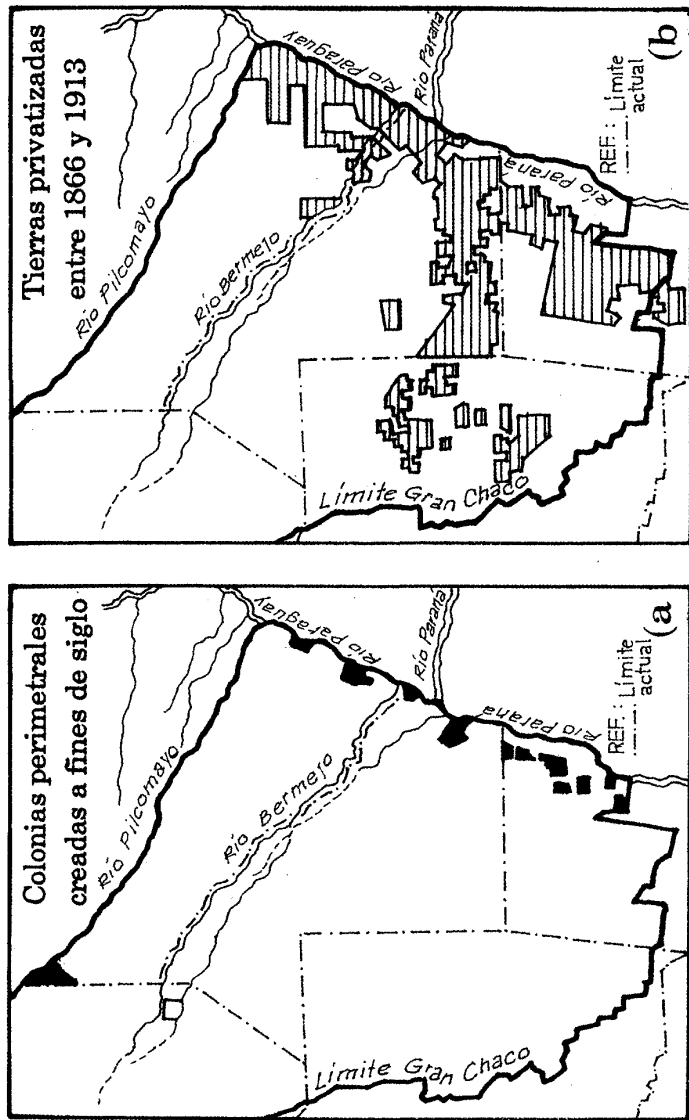 Colonias perimetrales
creadas a fines de siglo
Río Pilcomayo
Río Bermejo
Río Paraguay
Río Paraná
Río Paraná
Límite Gran Chaco
REF.: Límite
actual
(a
Tierras privatizadas
entre 1866 y 1913
Río Pilcomayo
Río Bermejo
Río Paraguay
Río Paraná
Río Paraná
Límite Gran Chaco
REF.: Límite
actual
(b